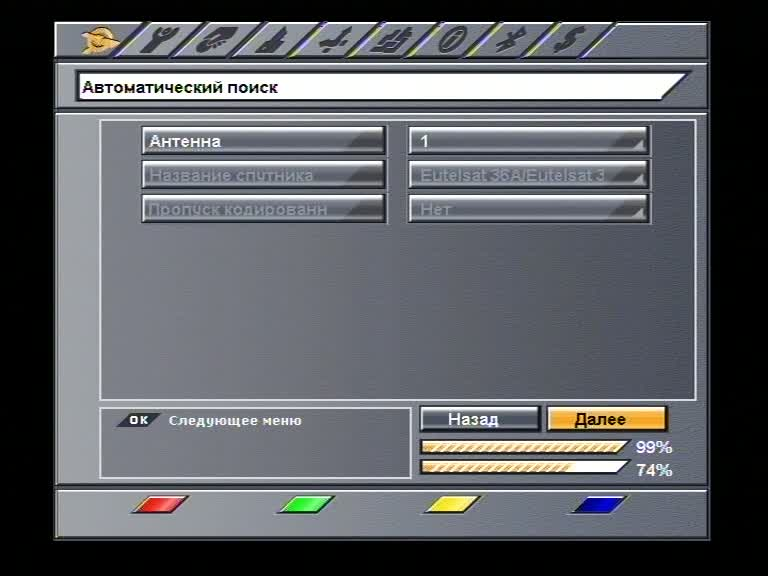 Автоматический поиск
Антенна 1
Название спутника Eutelsat 36A/Eutelsat 3
Пропуск кодированн Нет
OK Следующее меню
Назад Далее
99%
74%